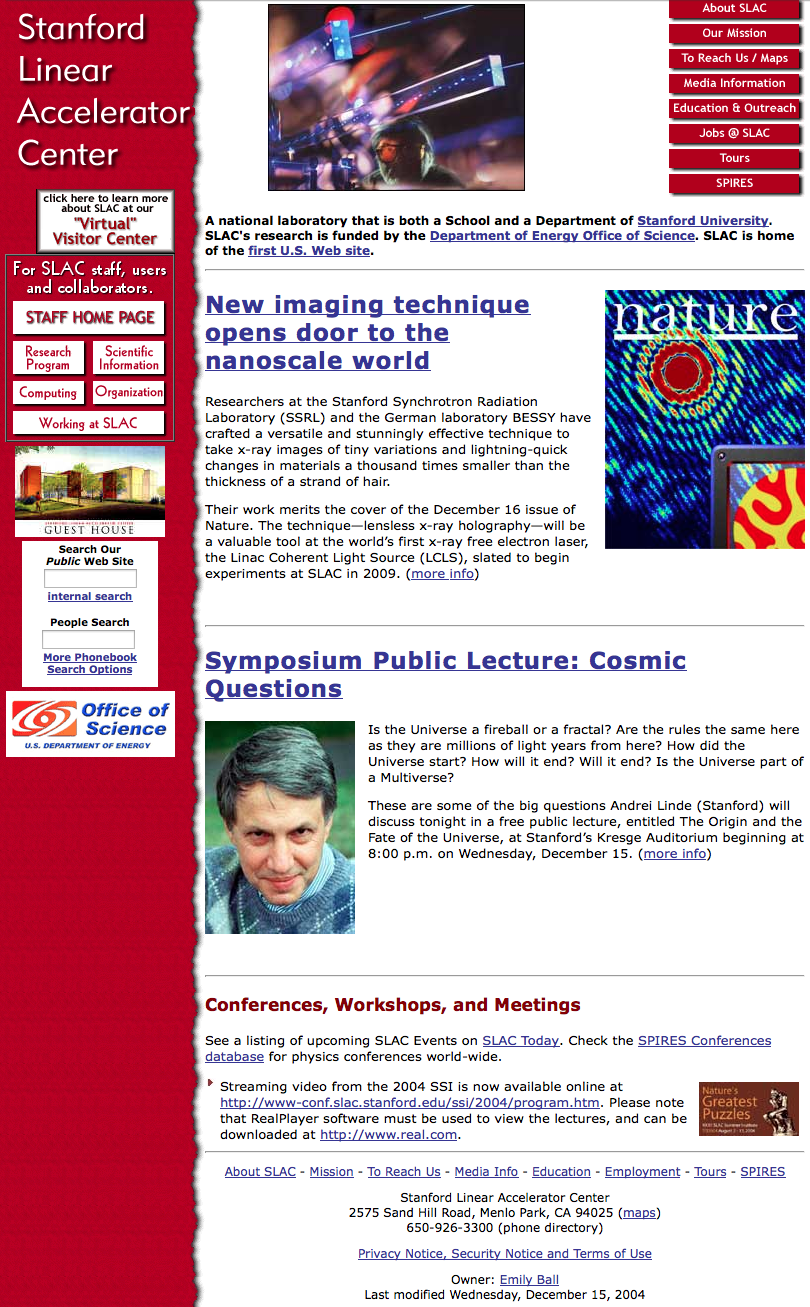 Stanford
Linear
Accelerator
Center
click here to learn more
about SLAC at our
"Virtual"
Visitor Center
For SLAC staff, users
and collaborators.
STAFF HOME PAGE
Research
Program
Scientific
Information
Computing
Organization
Working at SLAC
STANFORD LINEAR ACCELERATOR CENTER
GUEST HOUSE
Search Our
Public Web Site
internal search
People Search
More Phonebook
Search Options
Office of
Science
U.S. DEPARTMENT OF ENERGY
About SLAC
Our Mission
To Reach Us / Maps
Media Information
Education & Outreach
Jobs @ SLAC
Tours
SPIRES
A national laboratory that is both a School and a Department of Stanford University.
SLAC's research is funded by the Department of Energy Office of Science. SLAC is home
of the first U.S. Web site.
New imaging technique
opens door to the
nanoscale world
nature
Researchers at the Stanford Synchrotron Radiation
Laboratory (SSRL) and the German laboratory BESSY have
crafted a versatile and stunningly effective technique to
take x-ray images of tiny variations and lightning-quick
changes in materials a thousand times smaller than the
thickness of a strand of hair.
Their work merits the cover of the December 16 issue of
Nature. The technique—lensless x-ray holography—will be
a valuable tool at the world’s first x-ray free electron laser,
the Linac Coherent Light Source (LCLS), slated to begin
experiments at SLAC in 2009. (more info)
Symposium Public Lecture: Cosmic
Questions
Is the Universe a fireball or a fractal? Are the rules the same here
as they are millions of light years from here? How did the
Universe start? How will it end? Will it end? Is the Universe part of
a Multiverse?
These are some of the big questions Andrei Linde (Stanford) will
discuss tonight in a free public lecture, entitled The Origin and the
Fate of the Universe, at Stanford’s Kresge Auditorium beginning at
8:00 p.m. on Wednesday, December 15. (more info)
Conferences, Workshops, and Meetings
See a listing of upcoming SLAC Events on SLAC Today. Check the SPIRES Conferences
database for physics conferences world-wide.
Streaming video from the 2004 SSI is now available online at
http://www-conf.slac.stanford.edu/ssi/2004/program.htm. Please note
that RealPlayer software must be used to view the lectures, and can be
downloaded at http://www.real.com.
Nature's
Greatest
Puzzles
About SLAC - Mission - To Reach Us - Media Info - Education - Employment - Tours - SPIRES
Stanford Linear Accelerator Center
2575 Sand Hill Road, Menlo Park, CA 94025 (maps)
650-926-3300 (phone directory)
Privacy Notice, Security Notice and Terms of Use
Owner: Emily Ball
Last modified Wednesday, December 15, 2004